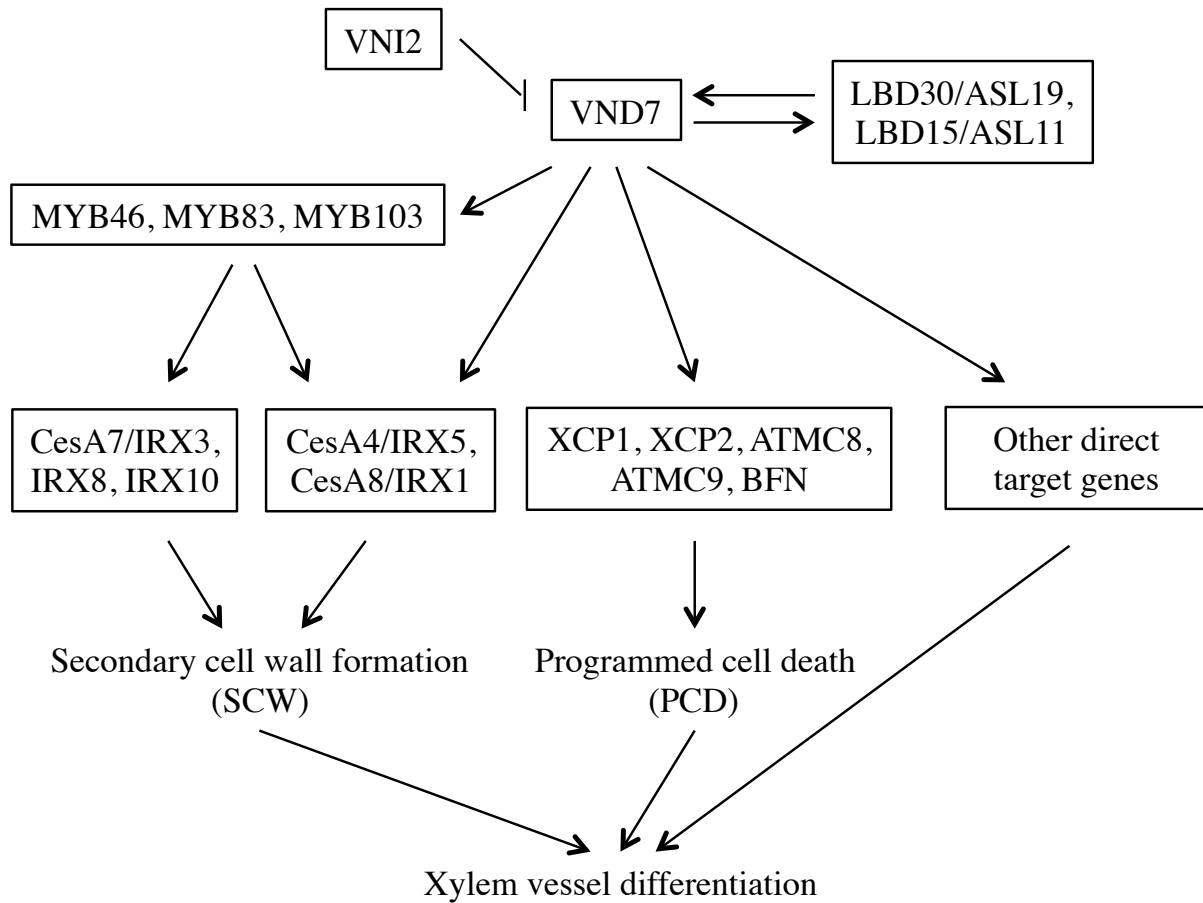 VNI2
VND7
LBD30/ASL19,
LBD15/ASL11
MYB46, MYB83, MYB103
CesA7/IRX3,
IRX8, IRX10
CesA4/IRX5,
CesA8/IRX1
XCP1, XCP2, ATMC8,
ATMC9, BFN
Other direct
target genes
Secondary cell wall formation
(SCW)
Programmed cell death
(PCD)
Xylem vessel differentiation